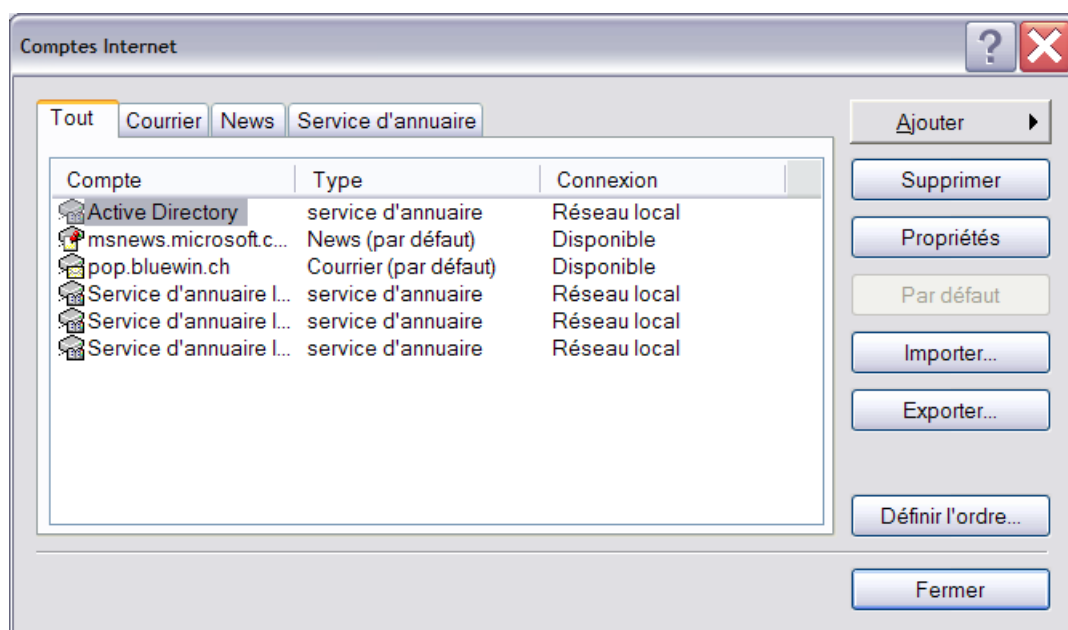 Comptes Internet
Tout Courrier News Service d'annuaire
Compte Type Connexion
Active Directory service d'annuaire Réseau local
msnews.microsoft.c... News (par défaut) Disponible
pop.bluewin.ch Courrier (par défaut) Disponible
Service d'annuaire l... service d'annuaire Réseau local
Service d'annuaire l... service d'annuaire Réseau local
Service d'annuaire l... service d'annuaire Réseau local
Ajouter
Supprimer
Propriétés
Par défaut
Importer...
Exporter...
Définir l'ordre...
Fermer